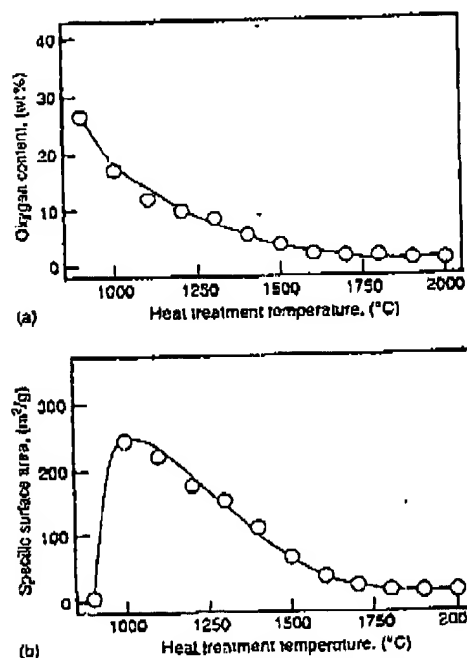 40
30
20
10
0
Oxygen content, (wt%)
1000 1250 1500 1750 2000
(a) Heat treatment temperature, (°C)
300
200
100
0
Specific surface area, (m²/g)
1000 1250 1500 1750 2000
(b) Heat treatment temperature, (°C)